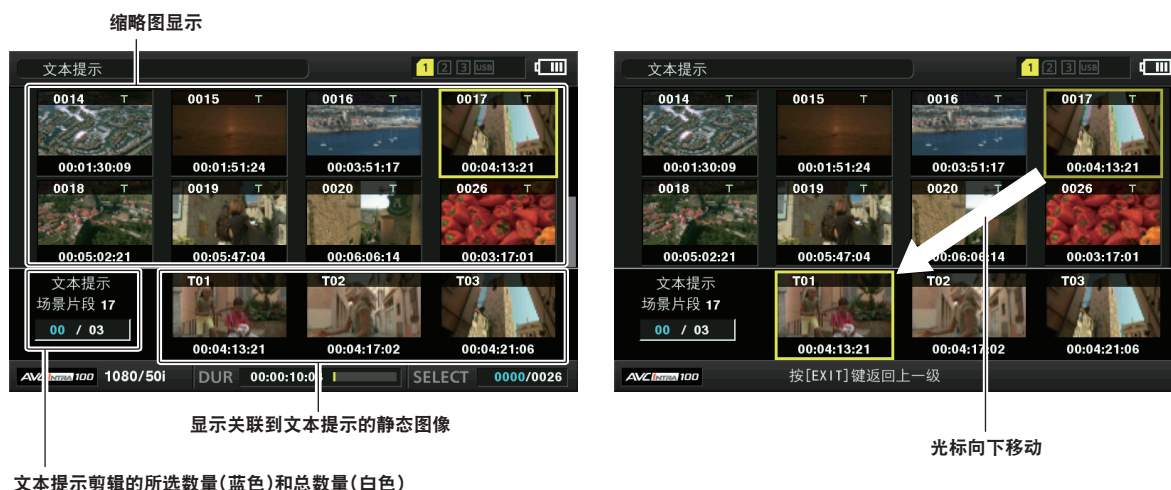 缩略图显示
文本提示
1 2 3 USB
0014 T 0015 T 0016 T 0017 T
00:01:30:09 00:01:51:24 00:03:51:17 00:04:13:21
0018 T 0019 T 0020 T 0026 T
00:05:02:21 00:05:47:04 00:06:06:14 00:03:17:01
文本提示
场景片段 17
00 / 03
T01 T02 T03
00:04:13:21 00:04:17:02 00:04:21:06
1080/50i DUR 00:00:10:0 SELECT 0000/0026
显示关联到文本提示的静态图像
文本提示剪辑的所选数量(蓝色)和总数量(白色)
文本提示
1 2 3 USB
0014 T 0015 T 0016 T 0017 T
00:01:30:09 00:01:51:24 00:03:51:17 00:04:13:21
0018 T 0019 T 0020 T 0026 T
00:05:02:21 00:05:47:04 00:06:06:14 00:03:17:01
文本提示
场景片段 17
00 / 03
T01 T02 T03
00:04:13:21 00:04:17:02 00:04:21:06
AVC INTRA 100 按[EXIT]键返回上一级
光标向下移动